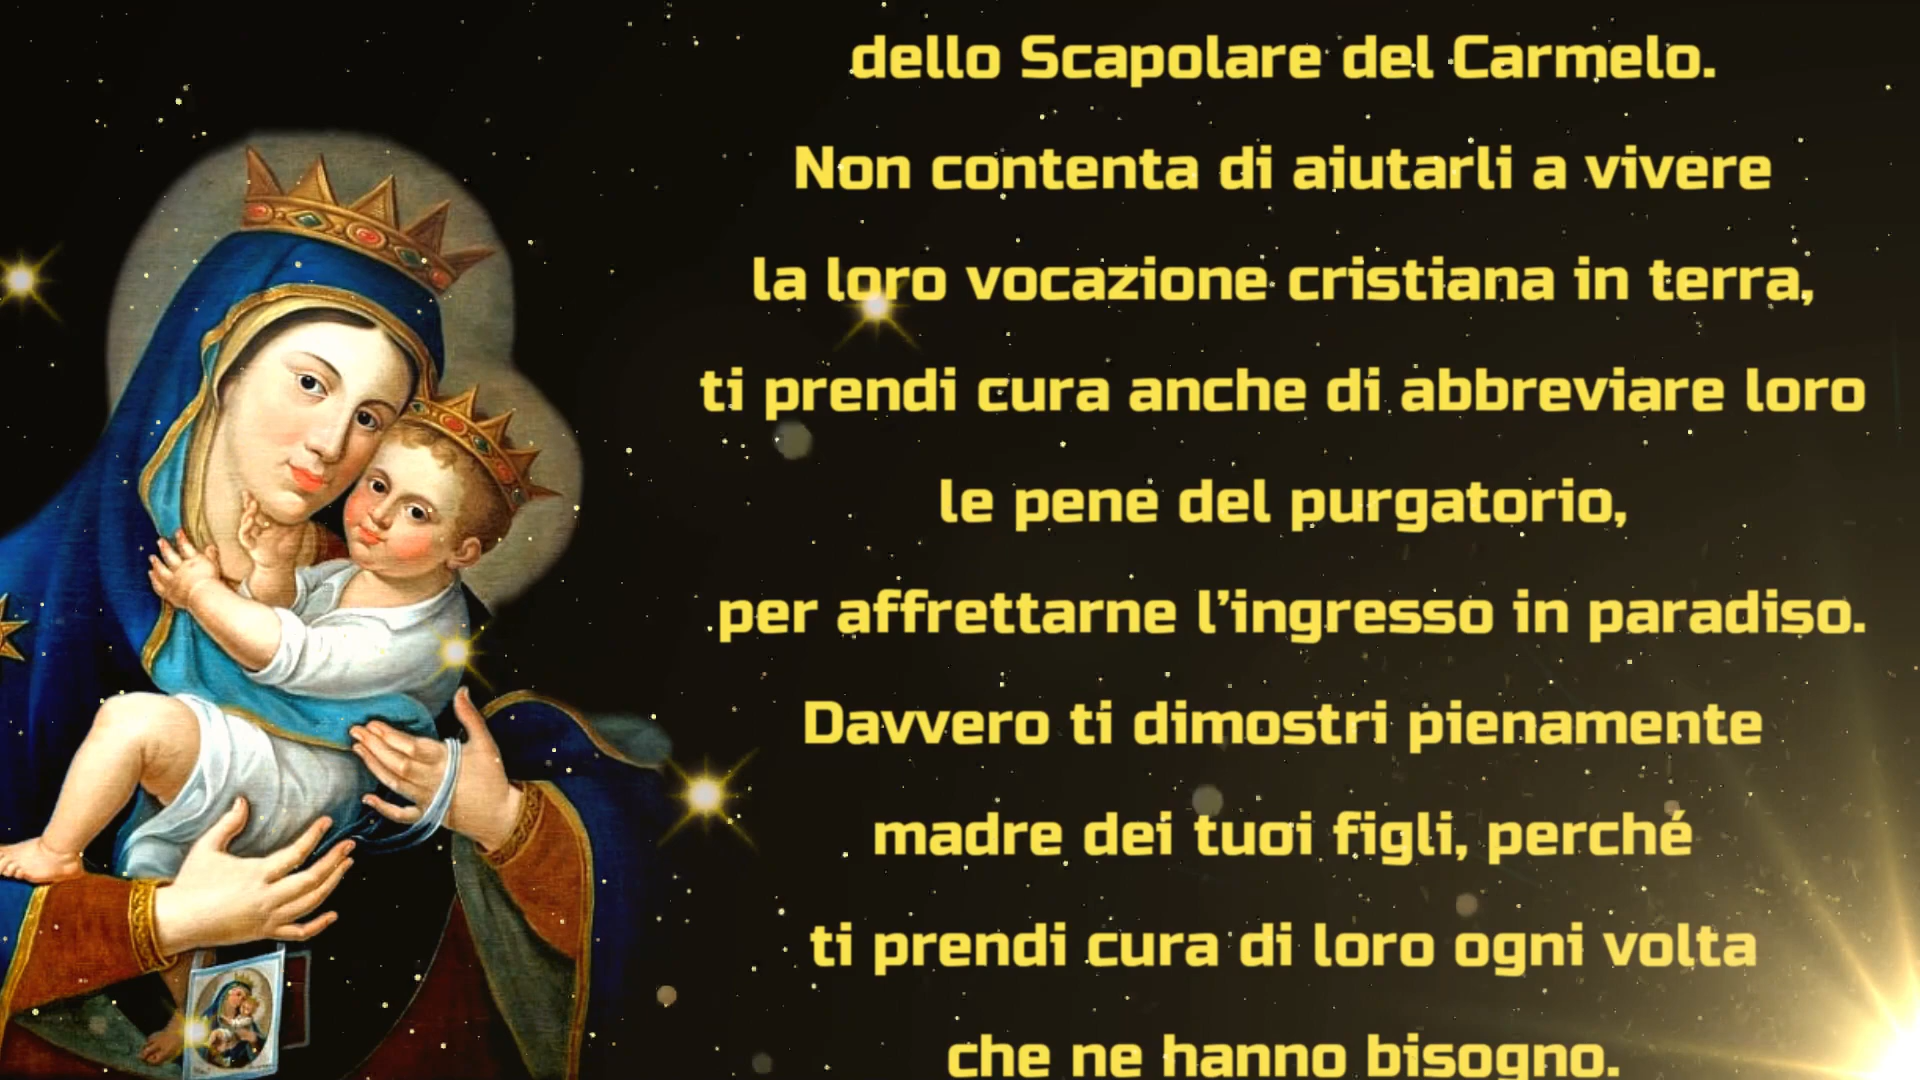 dello Scapolare del Carmelo.
Non contenta di aiutarli a vivere
la loro vocazione cristiana in terra,
ti prendi cura anche di abbreviare loro
le pene del purgatorio,
per affrettarne l’ingresso in paradiso.
Davvero ti dimostri pienamente
madre dei tuoi figli, perché
ti prendi cura di loro ogni volta
che ne hanno bisogno.